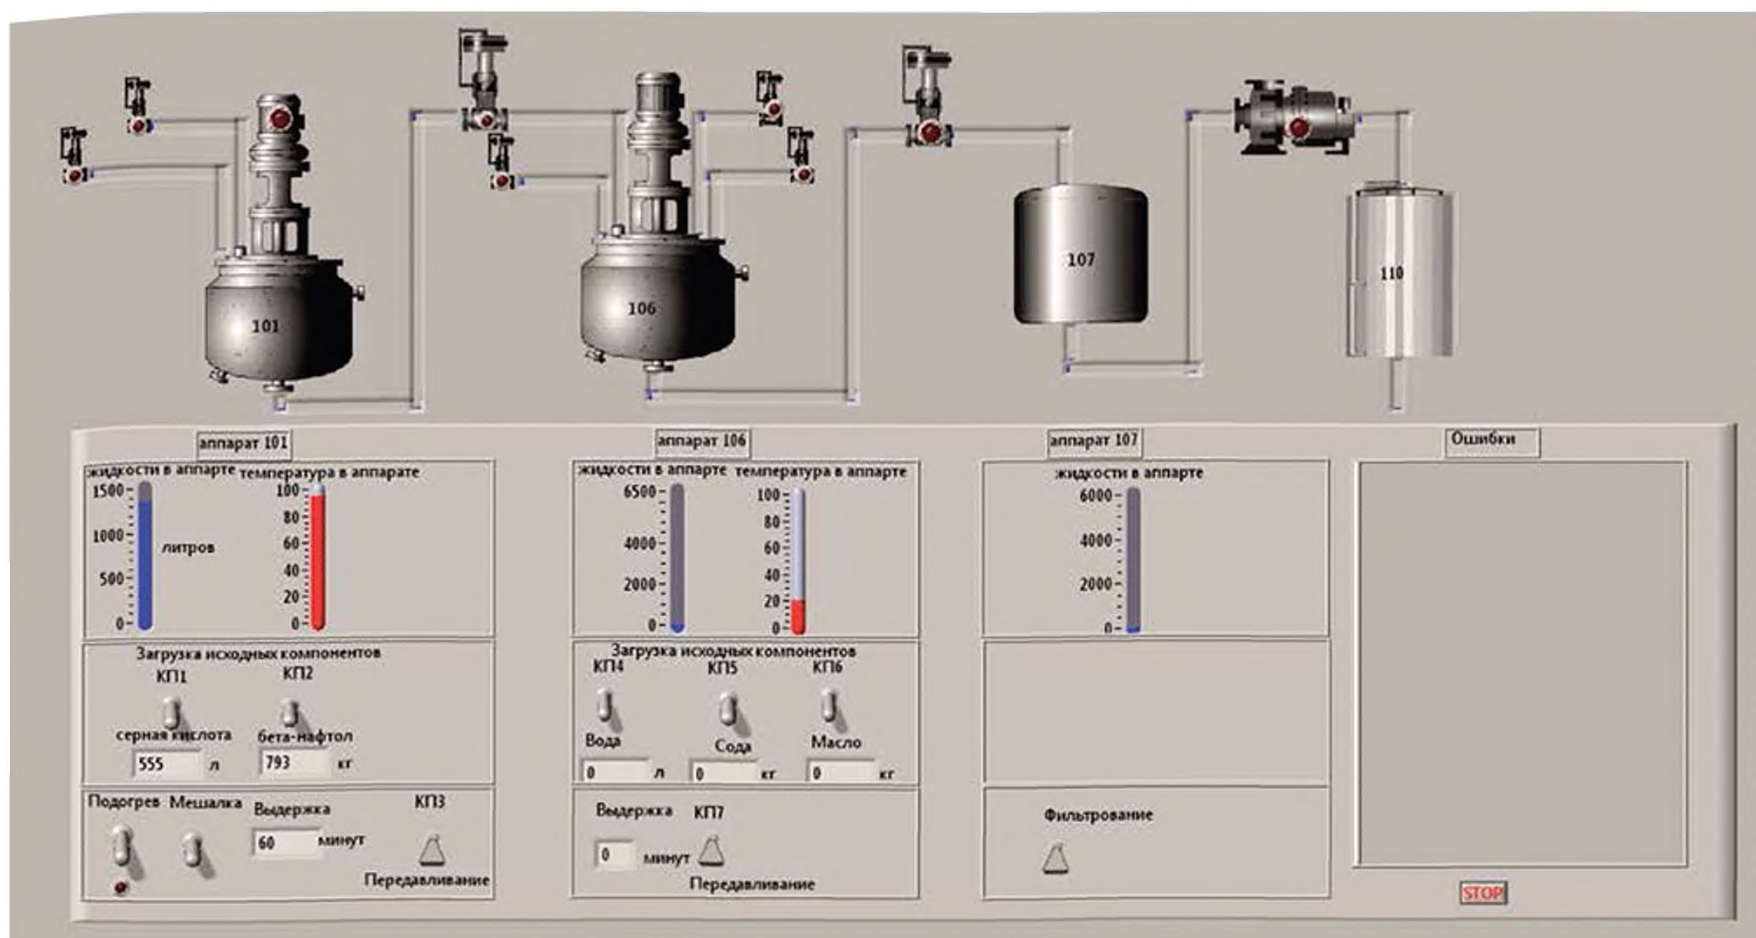 101
106
107
110
аппарат 101
аппарат 106
аппарат 107
Ошибки
жидкости в аппарте температура в аппарате
1500
1000
500
0
литров
100
80
60
40
20
0
жидкости в аппарте температура в аппарте
6500
4000
2000
0
100
80
60
40
20
0
жидкости в аппарте
6000
4000
2000
0
Загрузка исходных компонентов
КП1 КП2
серная кислота бета-нафтол
555 л 793 кг
Загрузка исходных компонентов
КП4 КП5 КП6
Вода Сода Масло
0 л 0 кг 0 кг
Подогрев Мешалка Выдержка КП3
60 минут
Передавливание
Выдержка КП7
0 минут
Передавливание
Фильтрование
STOP